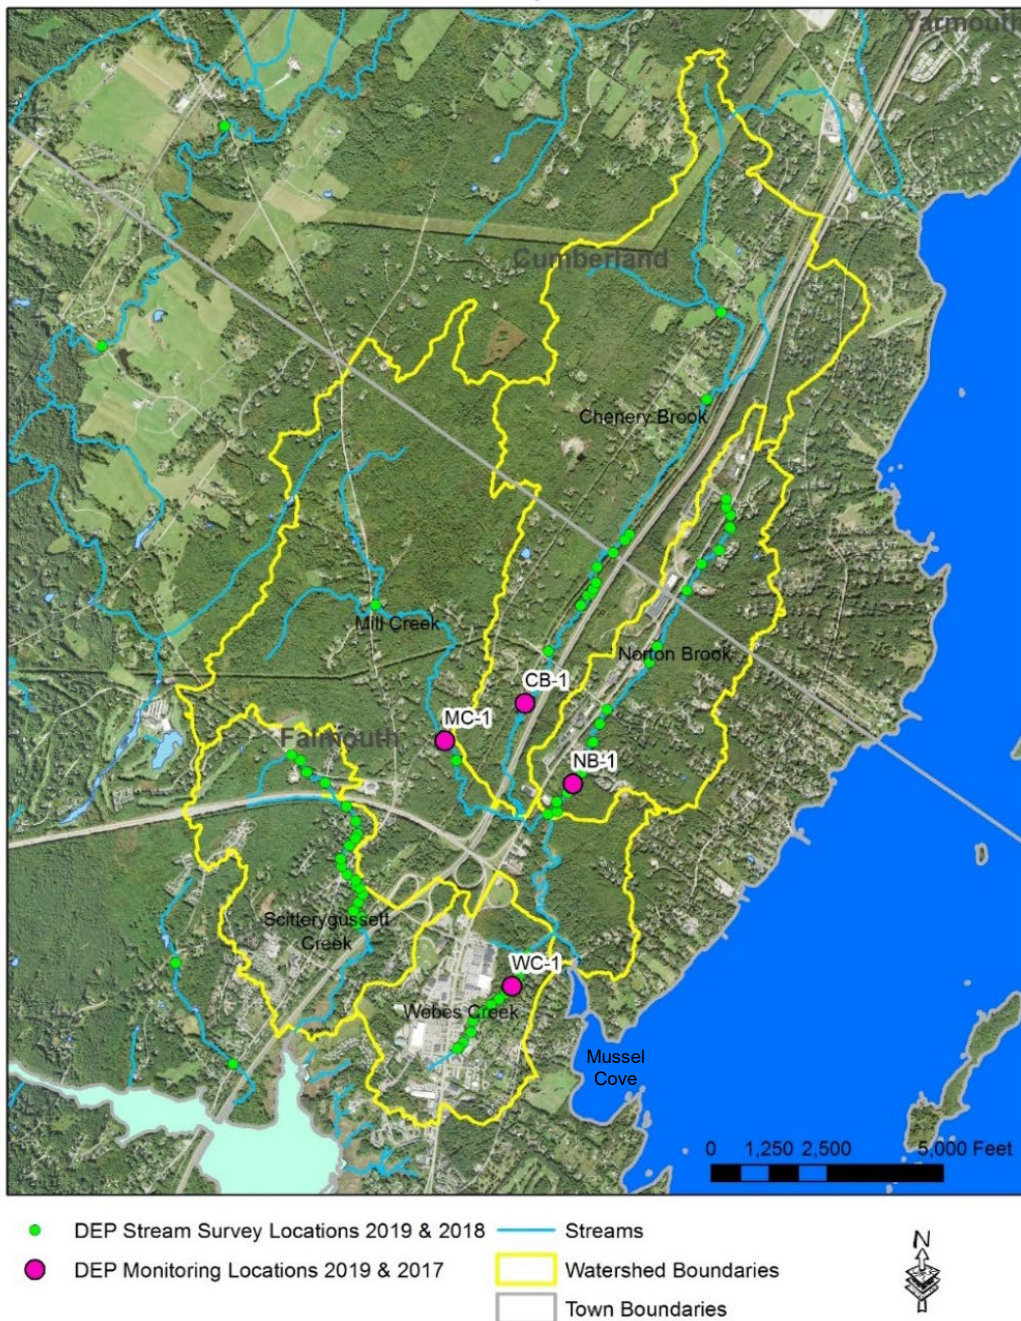 Yarmouth
Cumberland
Chenery Brook
Mill Creek
Norton Brook
CB-1
MC-1
Falmouth
NB-1
Scitterygussett
Creek
WC-1
Webes Creek
Mussel
Cove
0 1,250 2,500 5,000 Feet
DEP Stream Survey Locations 2019 & 2018
Streams
N
DEP Monitoring Locations 2019 & 2017
Watershed Boundaries
Town Boundaries